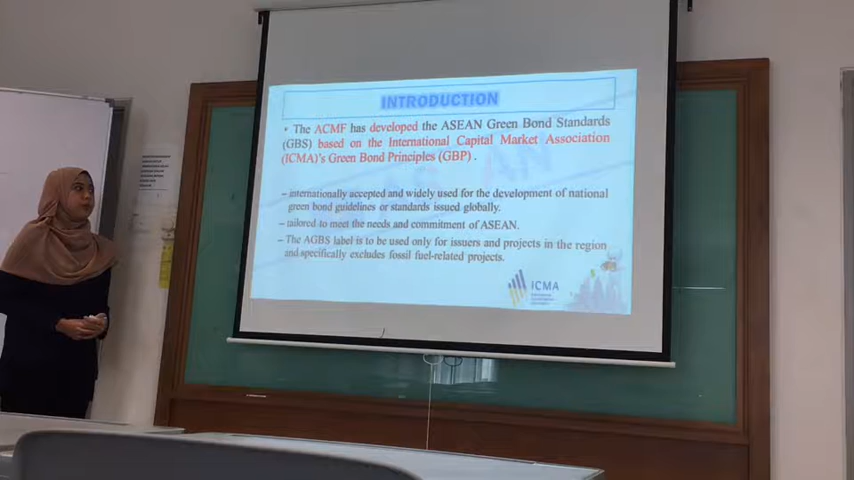 INTRODUCTION
• The ACMF has developed the ASEAN Green Bond Standards
(GBS) based on the International Capital Market Association
(ICMA)'s Green Bond Principles (GBP) .
– internationally accepted and widely used for the development of national
green bond guidelines or standards issued globally.
– tailored to meet the needs and commitment of ASEAN.
– The AGBS label is to be used only for issuers and projects in the region
and specifically excludes fossil fuel-related projects.
ICMA